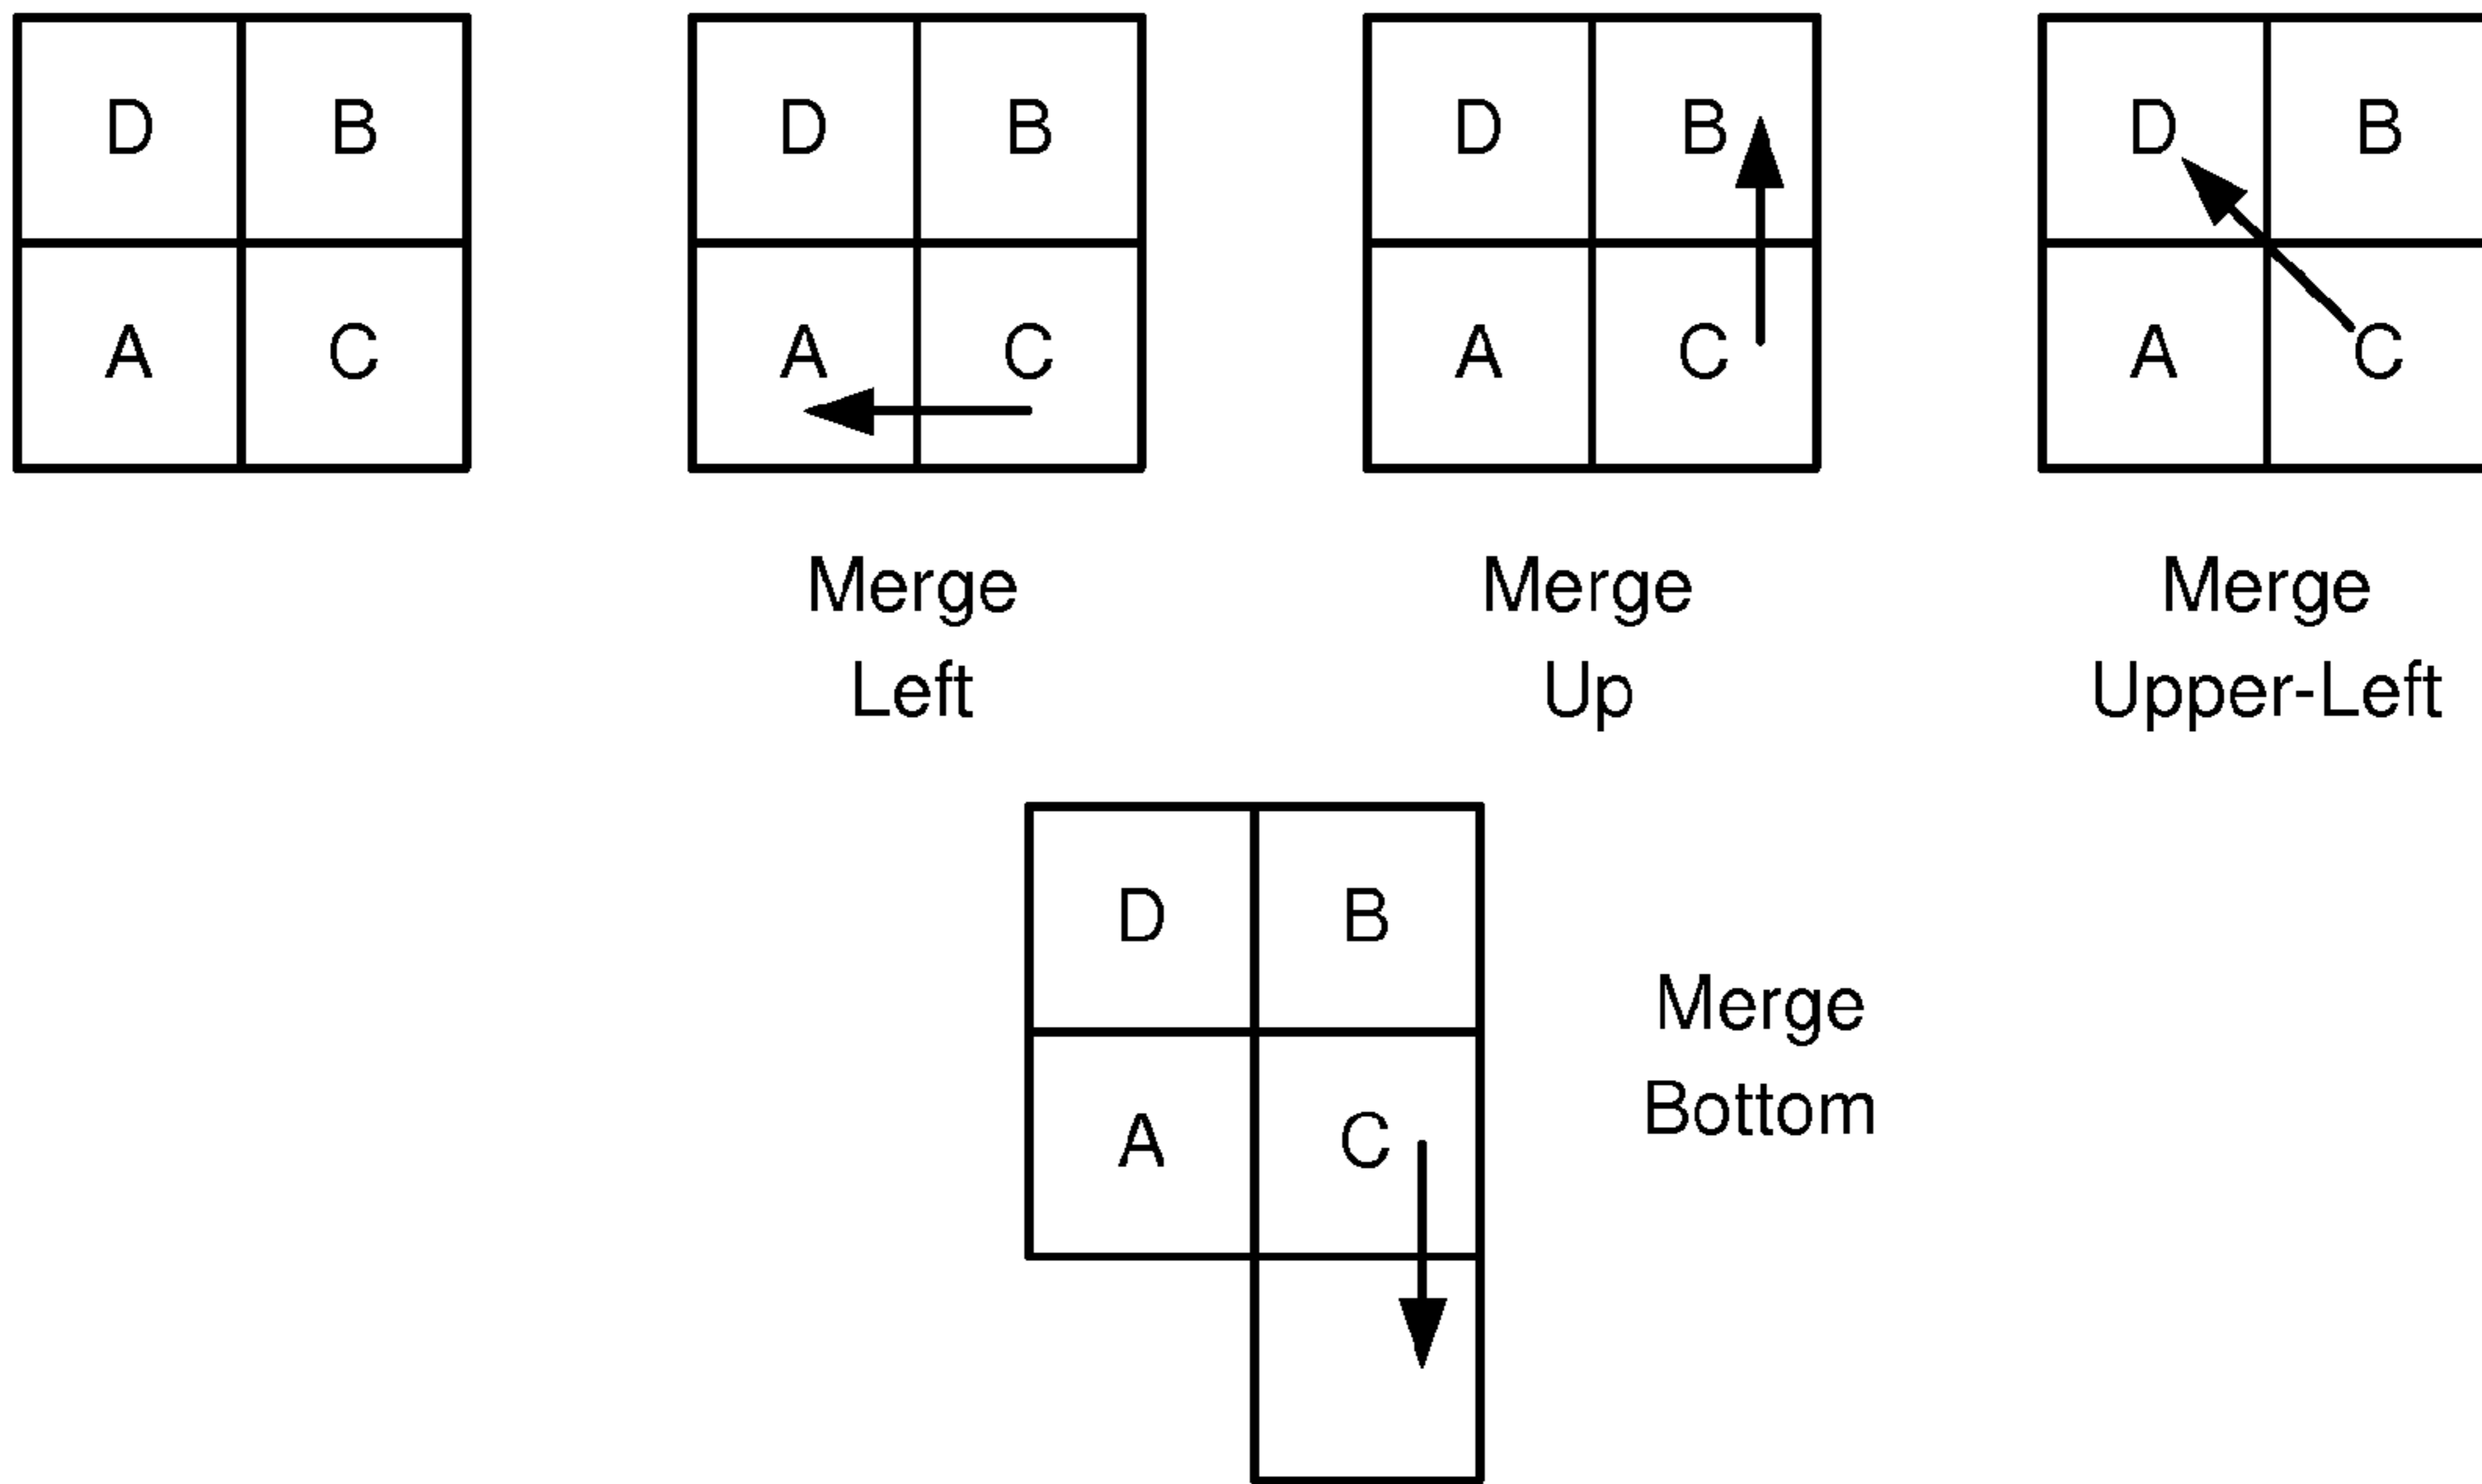 D B D B D B D B
A C A C A C A C
Merge Merge Merge
Left Up Upper-Left
D B
Merge
A C
Bottom